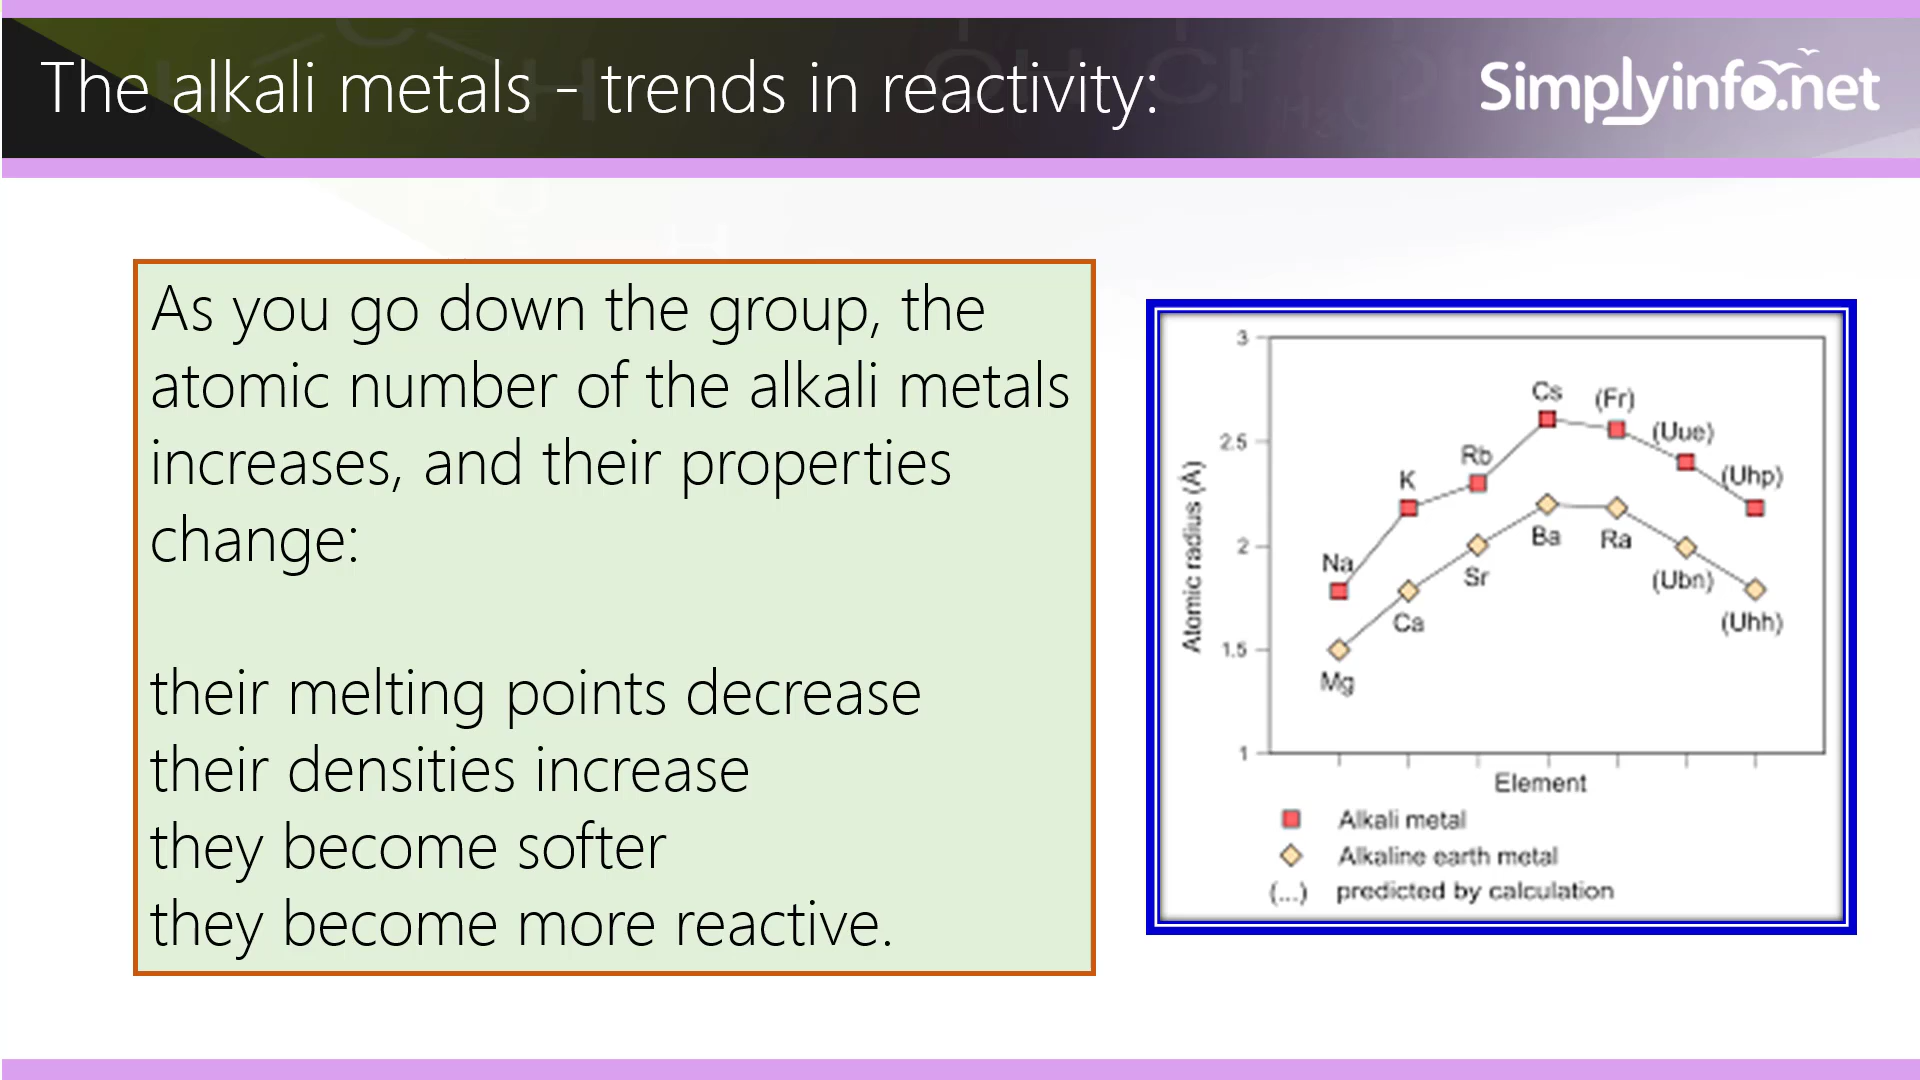 The alkali metals - trends in reactivity:
Simplyinfo.net
As you go down the group, the
atomic number of the alkali metals
increases, and their properties
change:
their melting points decrease
their densities increase
they become softer
they become more reactive.
3
2.5
2
1.5
1
Atomic radius (Å)
Na
K
Rb
Cs
(Fr)
(Uue)
(Uhp)
Mg
Ca
Sr
Ba
Ra
(Ubn)
(Uhh)
Element
Alkali metal
Alkaline earth metal
(...) predicted by calculation